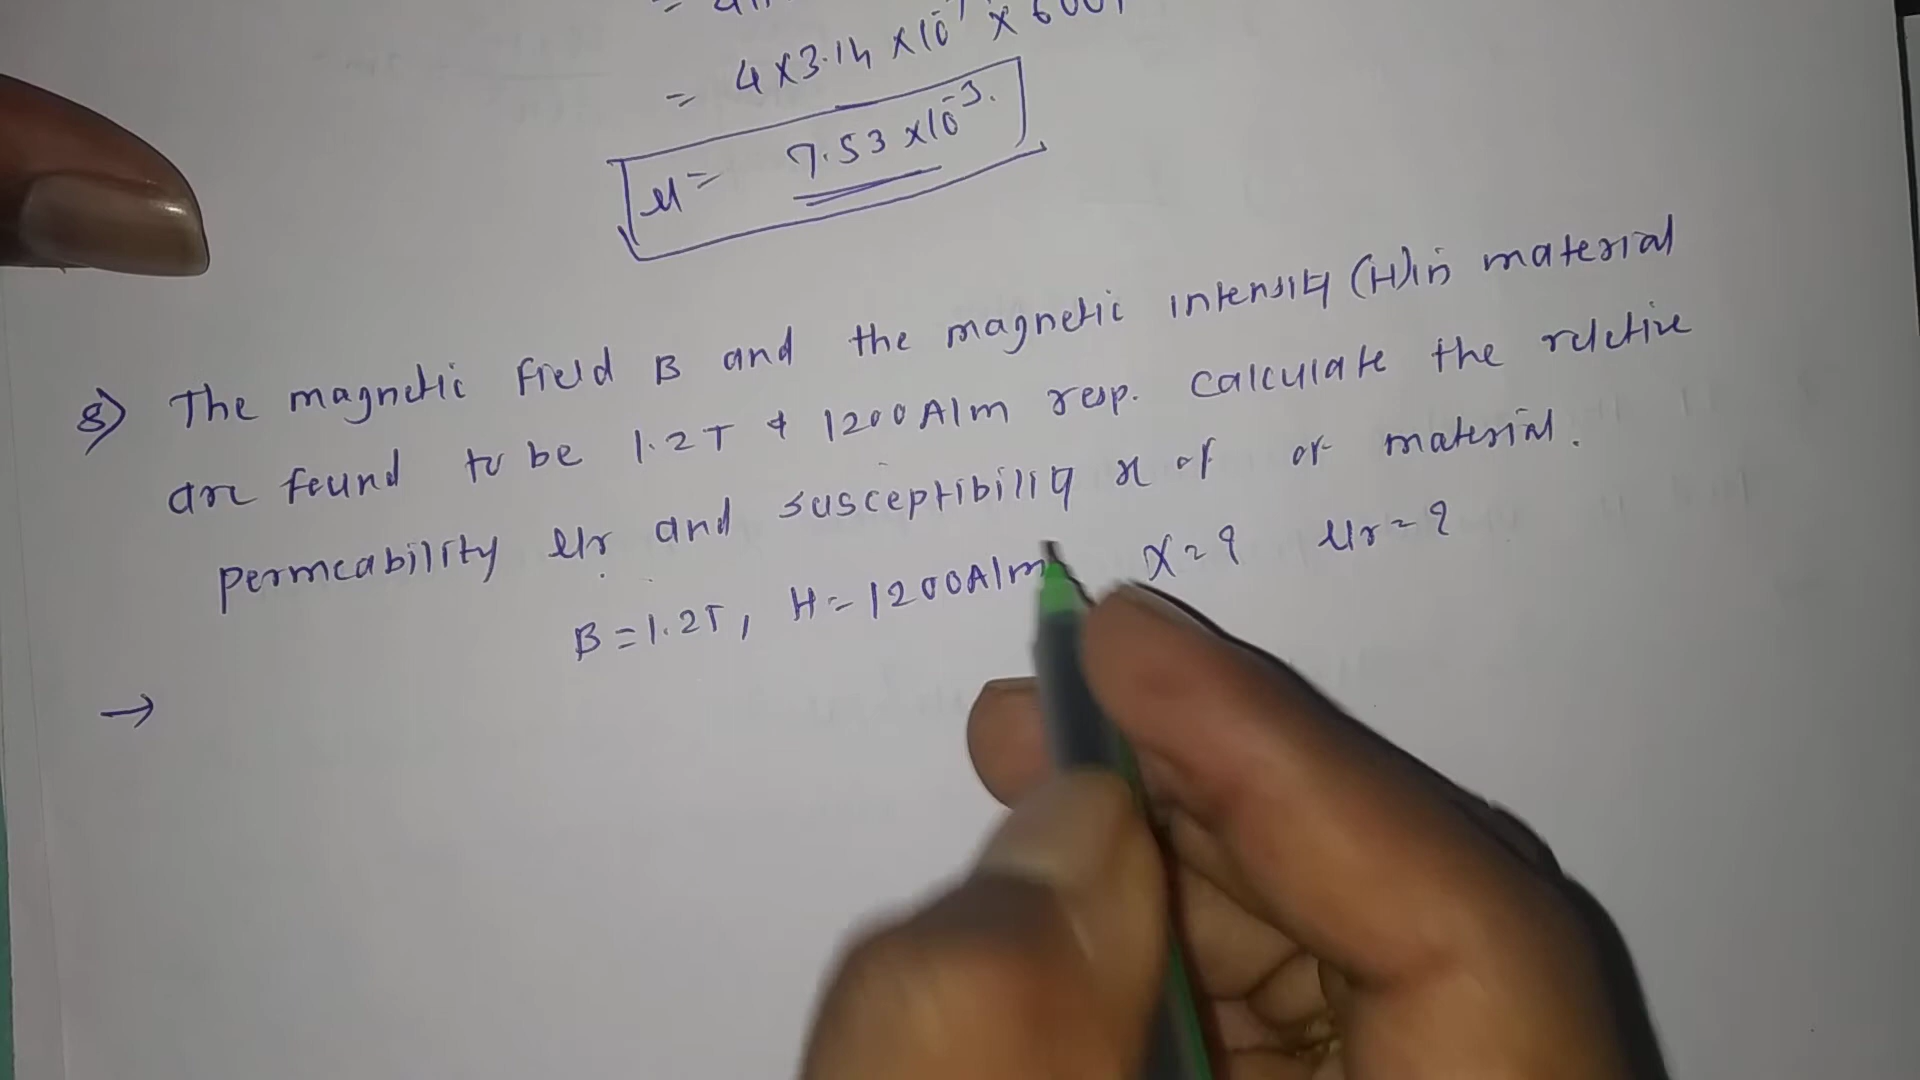 = 4×3.14 ×10⁻⁷ × 600
μ = 7.53 ×10⁻³.
8) The magnetic field B and the magnetic intensity (H) in material
are found to be 1.2T & 1200 A/m resp. calculate the reletive
permeability μr and susceptibility x of of material.
B = 1.2T, H = 1200A/m x = ? μr = ?
→